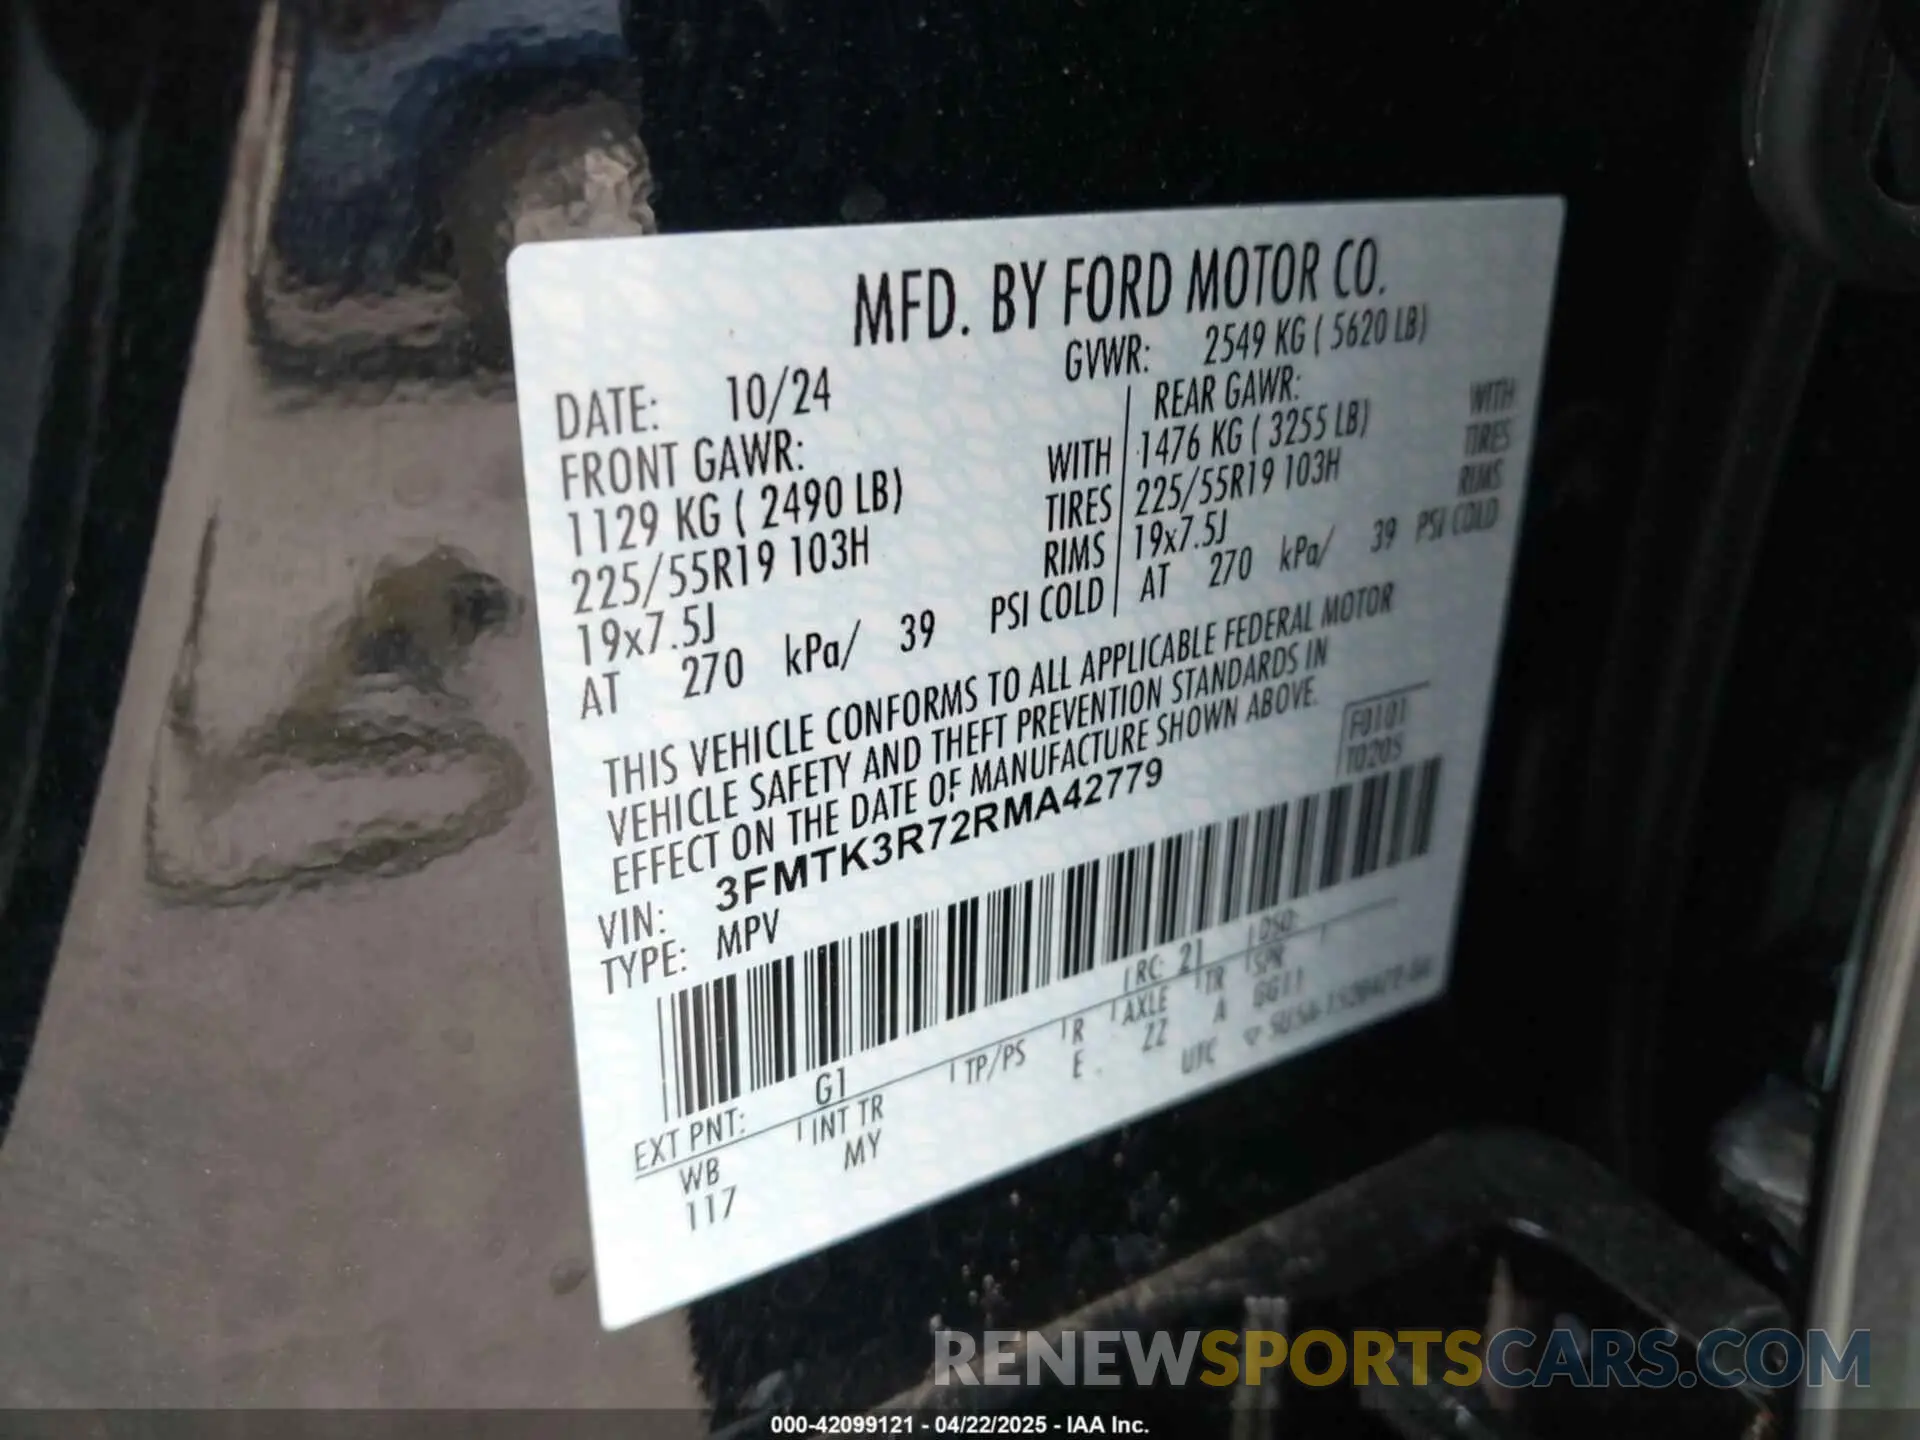 MFD. BY FORD MOTOR CO.
DATE: 10/24 GVWR: 2549 KG ( 5620 LB)
FRONT GAWR: REAR GAWR:
1129 KG ( 2490 LB) WITH 1476 KG ( 3255 LB) WITH
225/55R19 103H TIRES 225/55R19 103H TIRES
19x7.5J RIMS 19x7.5J RIMS
AT 270 kPa/ 39 PSI COLD AT 270 kPa/ 39 PSI COLD
THIS VEHICLE CONFORMS TO ALL APPLICABLE FEDERAL MOTOR
VEHICLE SAFETY AND THEFT PREVENTION STANDARDS IN
EFFECT ON THE DATE OF MANUFACTURE SHOWN ABOVE.
F0101
T0205
VIN: 3FMTK3R72RMA42779
TYPE: MPV
EXT PNT: G1 RC: 21 DSO:
WB INT TR TP/PS R AXLE TR SPR
117 MY E ZZ A GG11
UTC
RENEWSPORTSCARS.COM
000-42099121 - 04/22/2025 - IAA Inc.